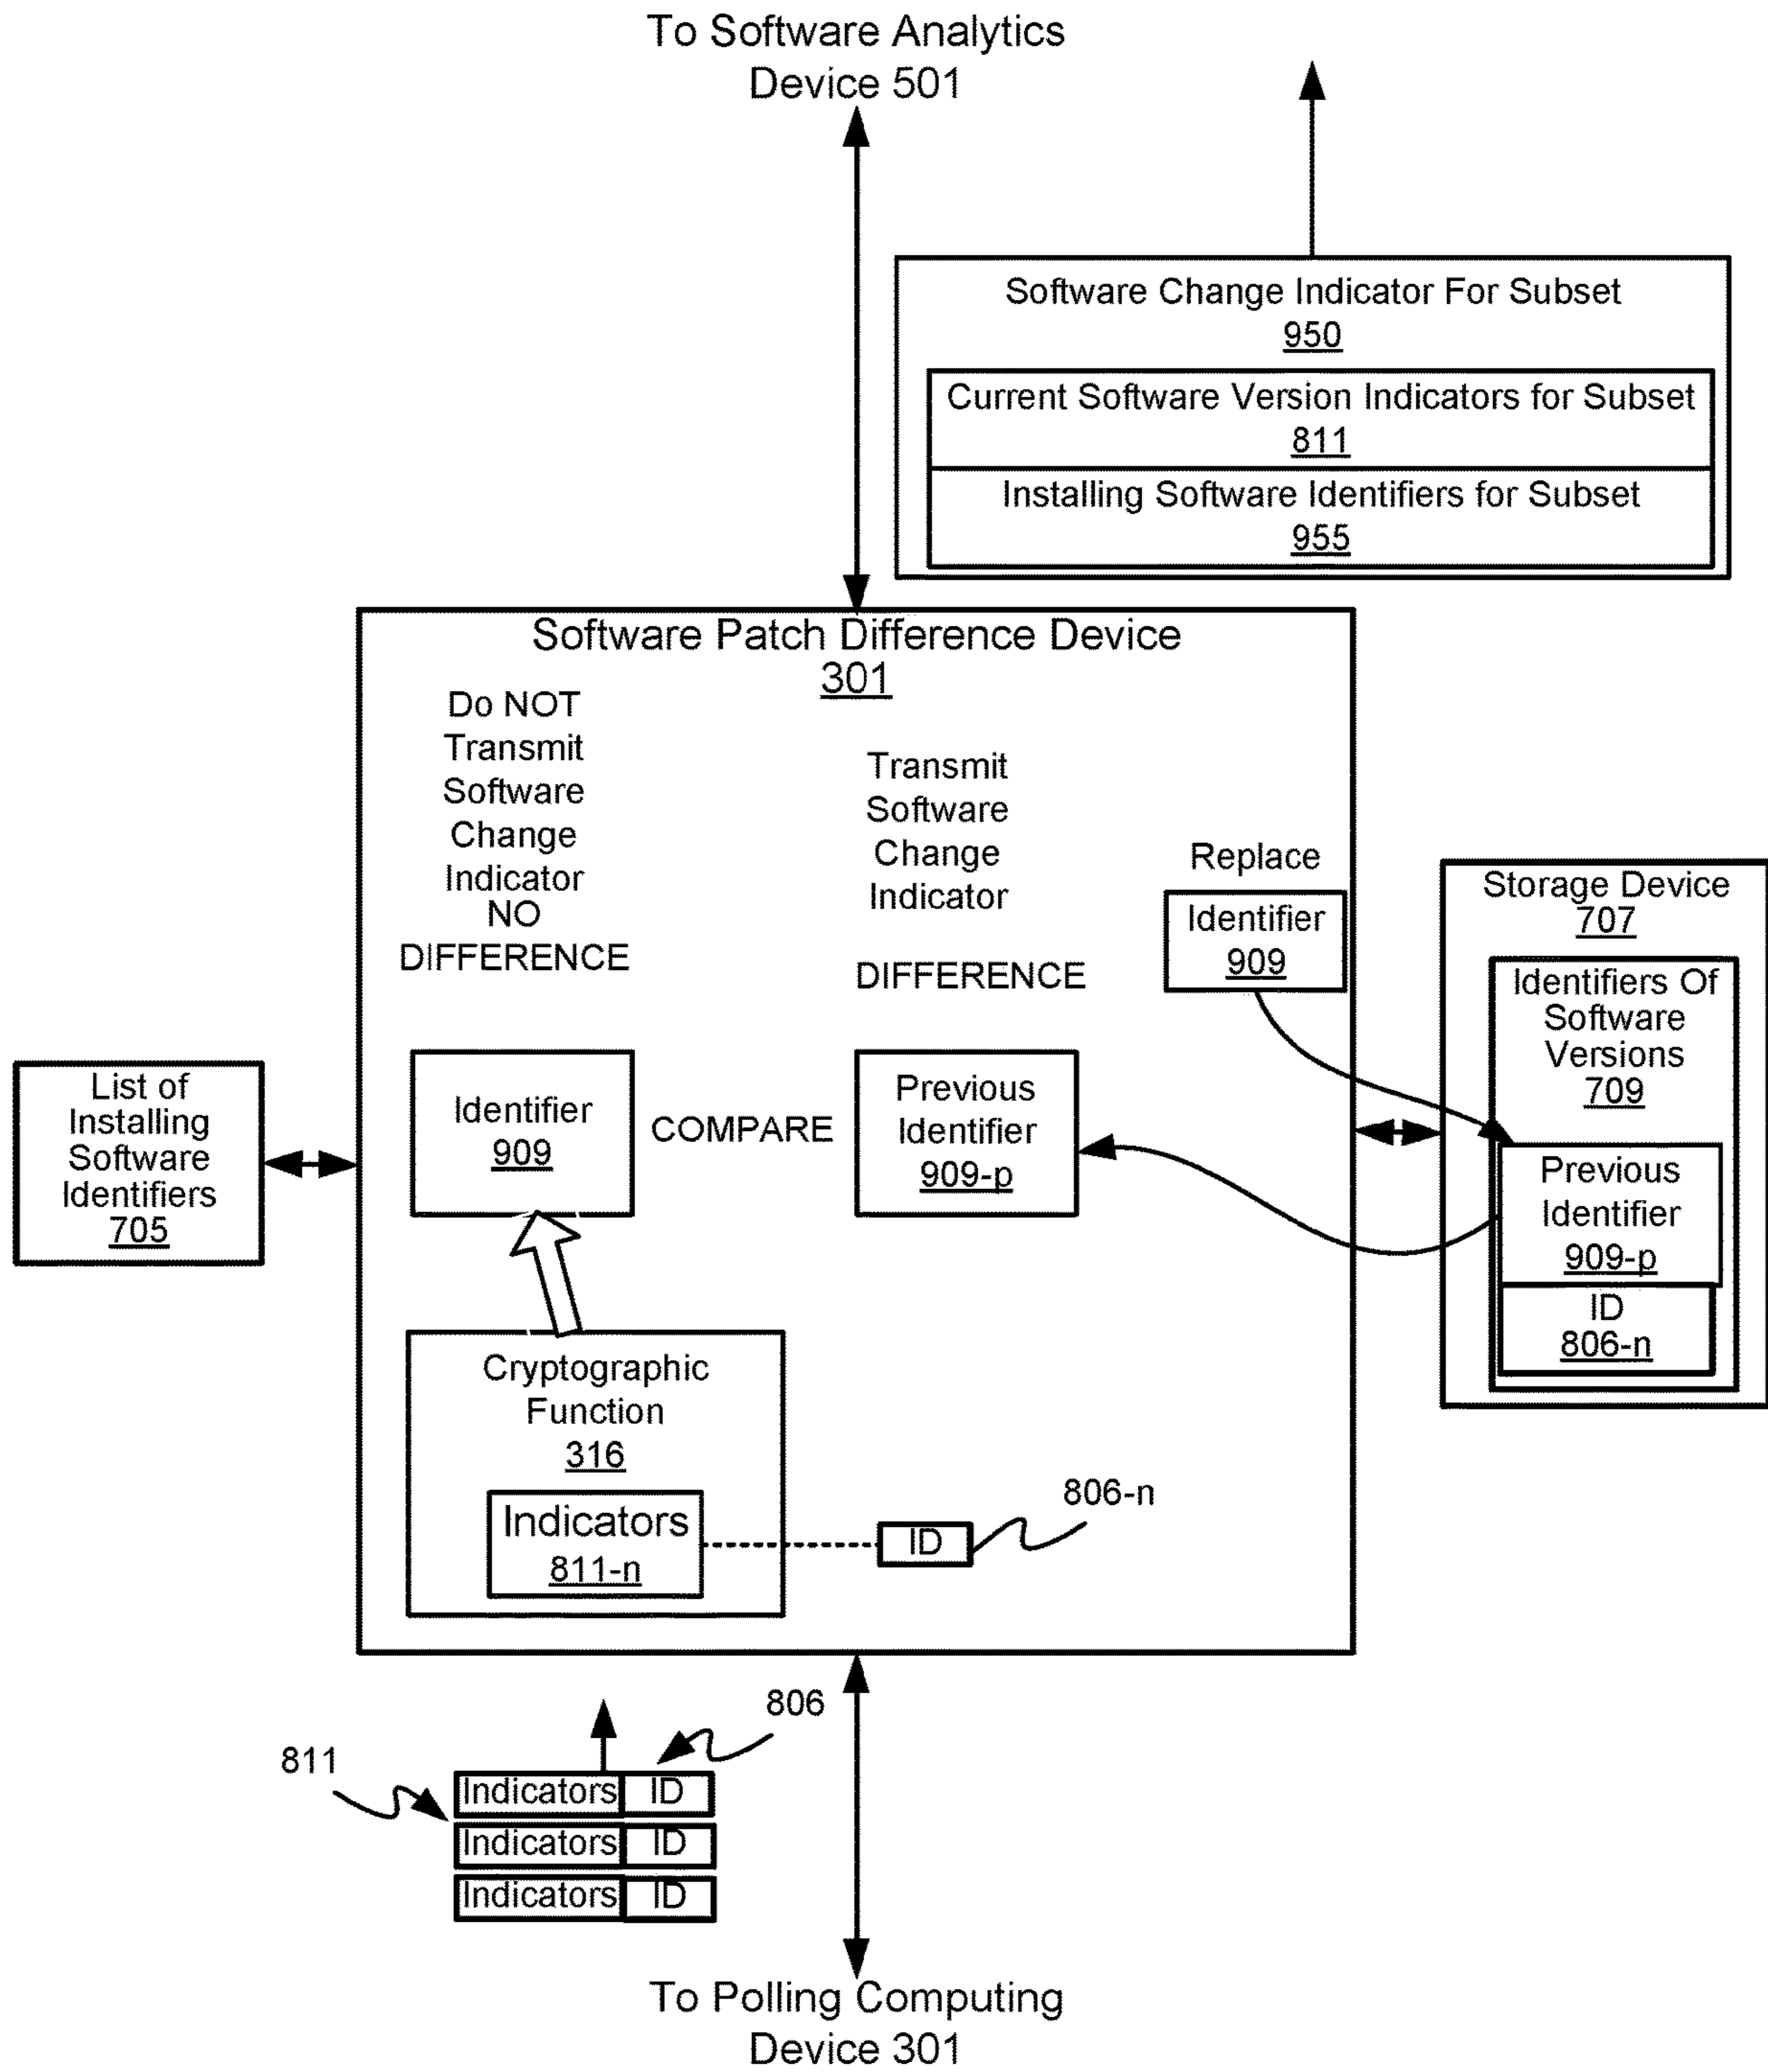 To Software Analytics
Device 501
Software Change Indicator For Subset
950
Current Software Version Indicators for Subset
811
Installing Software Identifiers for Subset
955
Software Patch Difference Device
301
Do NOT
Transmit
Software
Change
Indicator
NO
DIFFERENCE
Transmit
Software
Change
Indicator
DIFFERENCE
Replace
Identifier
909
Storage Device
707
Identifiers Of
Software
Versions
709
Previous
Identifier
909-p
ID
806-n
List of
Installing
Software
Identifiers
705
Identifier
909
COMPARE
Previous
Identifier
909-p
Cryptographic
Function
316
Indicators
811-n
ID
806-n
806
811
Indicators ID
Indicators ID
Indicators ID
To Polling Computing
Device 301